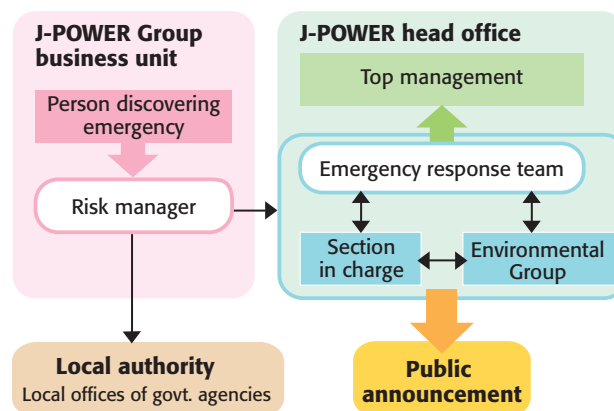 J-POWER Group
business unit
Person discovering
emergency
Risk manager
J-POWER head office
Top management
Emergency response team
Section
in charge
Environmental
Group
Local authority
Local offices of govt. agencies
Public
announcement